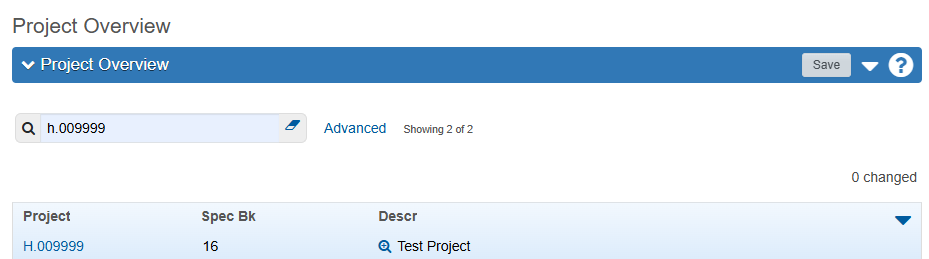 Project Overview
Project Overview Save ?
h.009999 Advanced Showing 2 of 2
0 changed
Project Spec Bk Descr
H.009999 16 Test Project